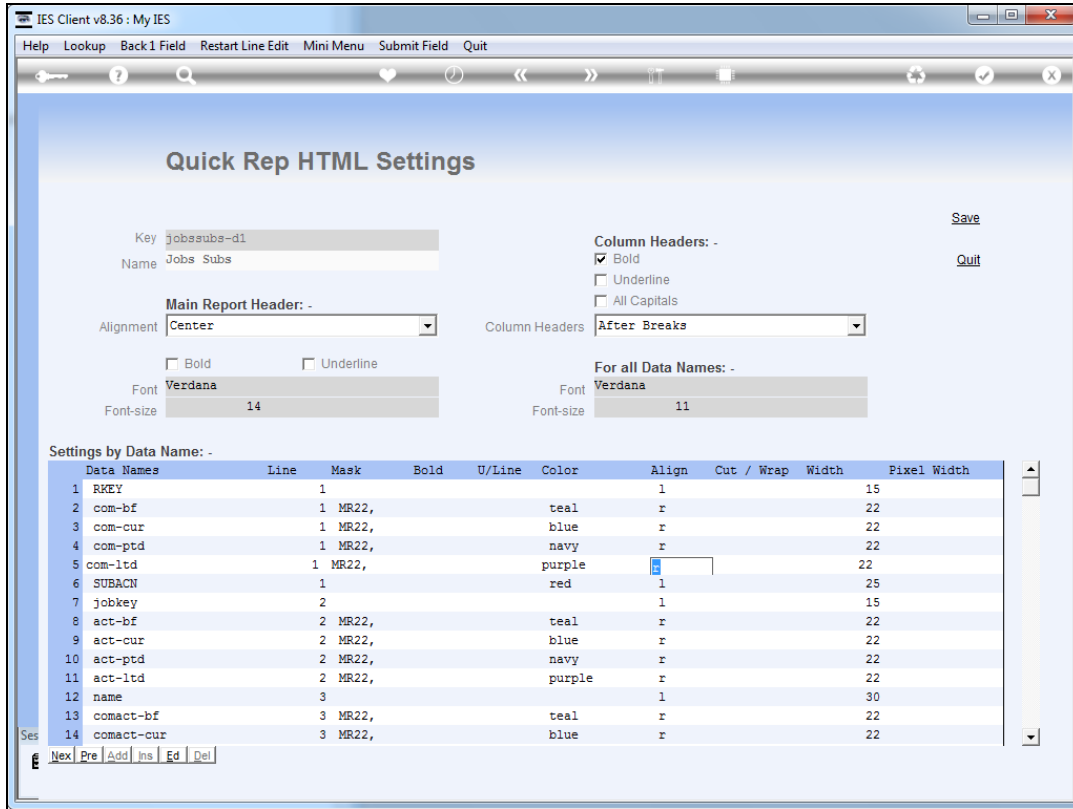 IES Client v8.36 : My IES
Help Lookup Back 1 Field Restart Line Edit Mini Menu Submit Field Quit
Quick Rep HTML Settings
Save
Key jobssubs-d1
Column Headers: -
Name Jobs Subs
Bold
Quit
Underline
Main Report Header: -
All Capitals
Alignment Center
Column Headers After Breaks
Bold Underline
For all Data Names: -
Font Verdana
Font Verdana
Font-size 14
Font-size 11
Settings by Data Name: -
Data Names Line Mask Bold U/Line Color Align Cut / Wrap Width Pixel Width
1 RKEY 1 l 15
2 com-bf 1 MR22, teal r 22
3 com-cur 1 MR22, blue r 22
4 com-ptd 1 MR22, navy r 22
5 com-ltd 1 MR22, purple r 22
6 SUBACN 1 red l 25
7 jobkey 2 l 15
8 act-bf 2 MR22, teal r 22
9 act-cur 2 MR22, blue r 22
10 act-ptd 2 MR22, navy r 22
11 act-ltd 2 MR22, purple r 22
12 name 3 l 30
13 comact-bf 3 MR22, teal r 22
14 comact-cur 3 MR22, blue r 22
Ses
Nex Pre Add Ins Ed Del